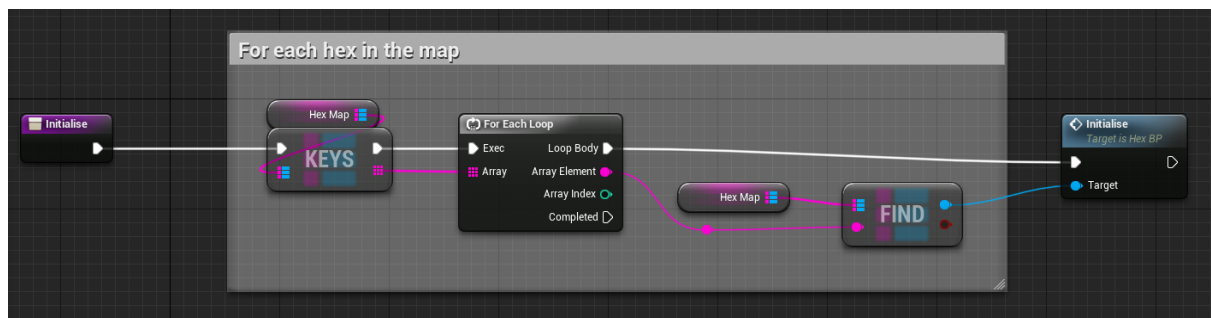 For each hex in the map
Initialise
Hex Map
KEYS
For Each Loop
Exec
Loop Body
Array
Array Element
Array Index
Completed
Hex Map
FIND
Initialise
Target is Hex BP
Target